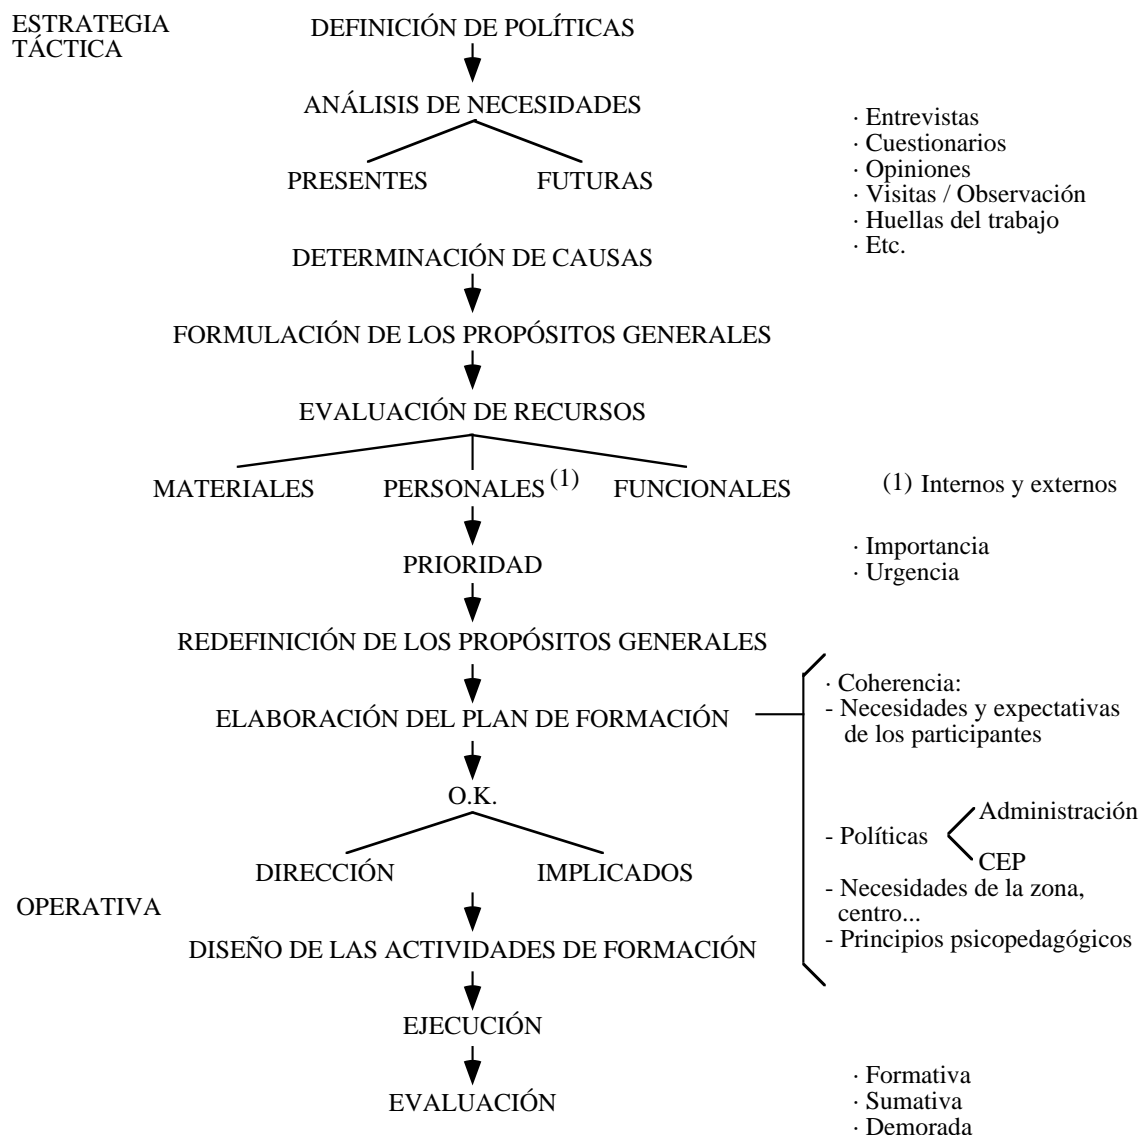 ESTRATEGIA
TÁCTICA
DEFINICIÓN DE POLÍTICAS
ANÁLISIS DE NECESIDADES
· Entrevistas
· Cuestionarios
· Opiniones
· Visitas / Observación
· Huellas del trabajo
· Etc.
PRESENTES
FUTURAS
DETERMINACIÓN DE CAUSAS
FORMULACIÓN DE LOS PROPÓSITOS GENERALES
EVALUACIÓN DE RECURSOS
MATERIALES
PERSONALES (1)
FUNCIONALES
(1) Internos y externos
PRIORIDAD
· Importancia
· Urgencia
REDEFINICIÓN DE LOS PROPÓSITOS GENERALES
ELABORACIÓN DEL PLAN DE FORMACIÓN
· Coherencia:
- Necesidades y expectativas
de los participantes
- Políticas
Administración
CEP
- Necesidades de la zona,
centro...
- Principios psicopedagógicos
O.K.
DIRECCIÓN
IMPLICADOS
OPERATIVA
DISEÑO DE LAS ACTIVIDADES DE FORMACIÓN
EJECUCIÓN
EVALUACIÓN
· Formativa
· Sumativa
· Demorada